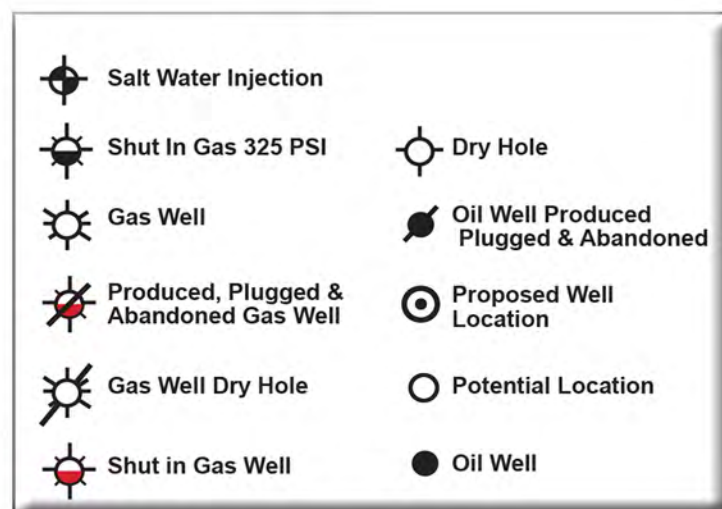 Salt Water Injection
Shut In Gas 325 PSI
Gas Well
Produced, Plugged &
Abandoned Gas Well
Gas Well Dry Hole
Shut in Gas Well
Dry Hole
Oil Well Produced
Plugged & Abandoned
Proposed Well
Location
Potential Location
Oil Well